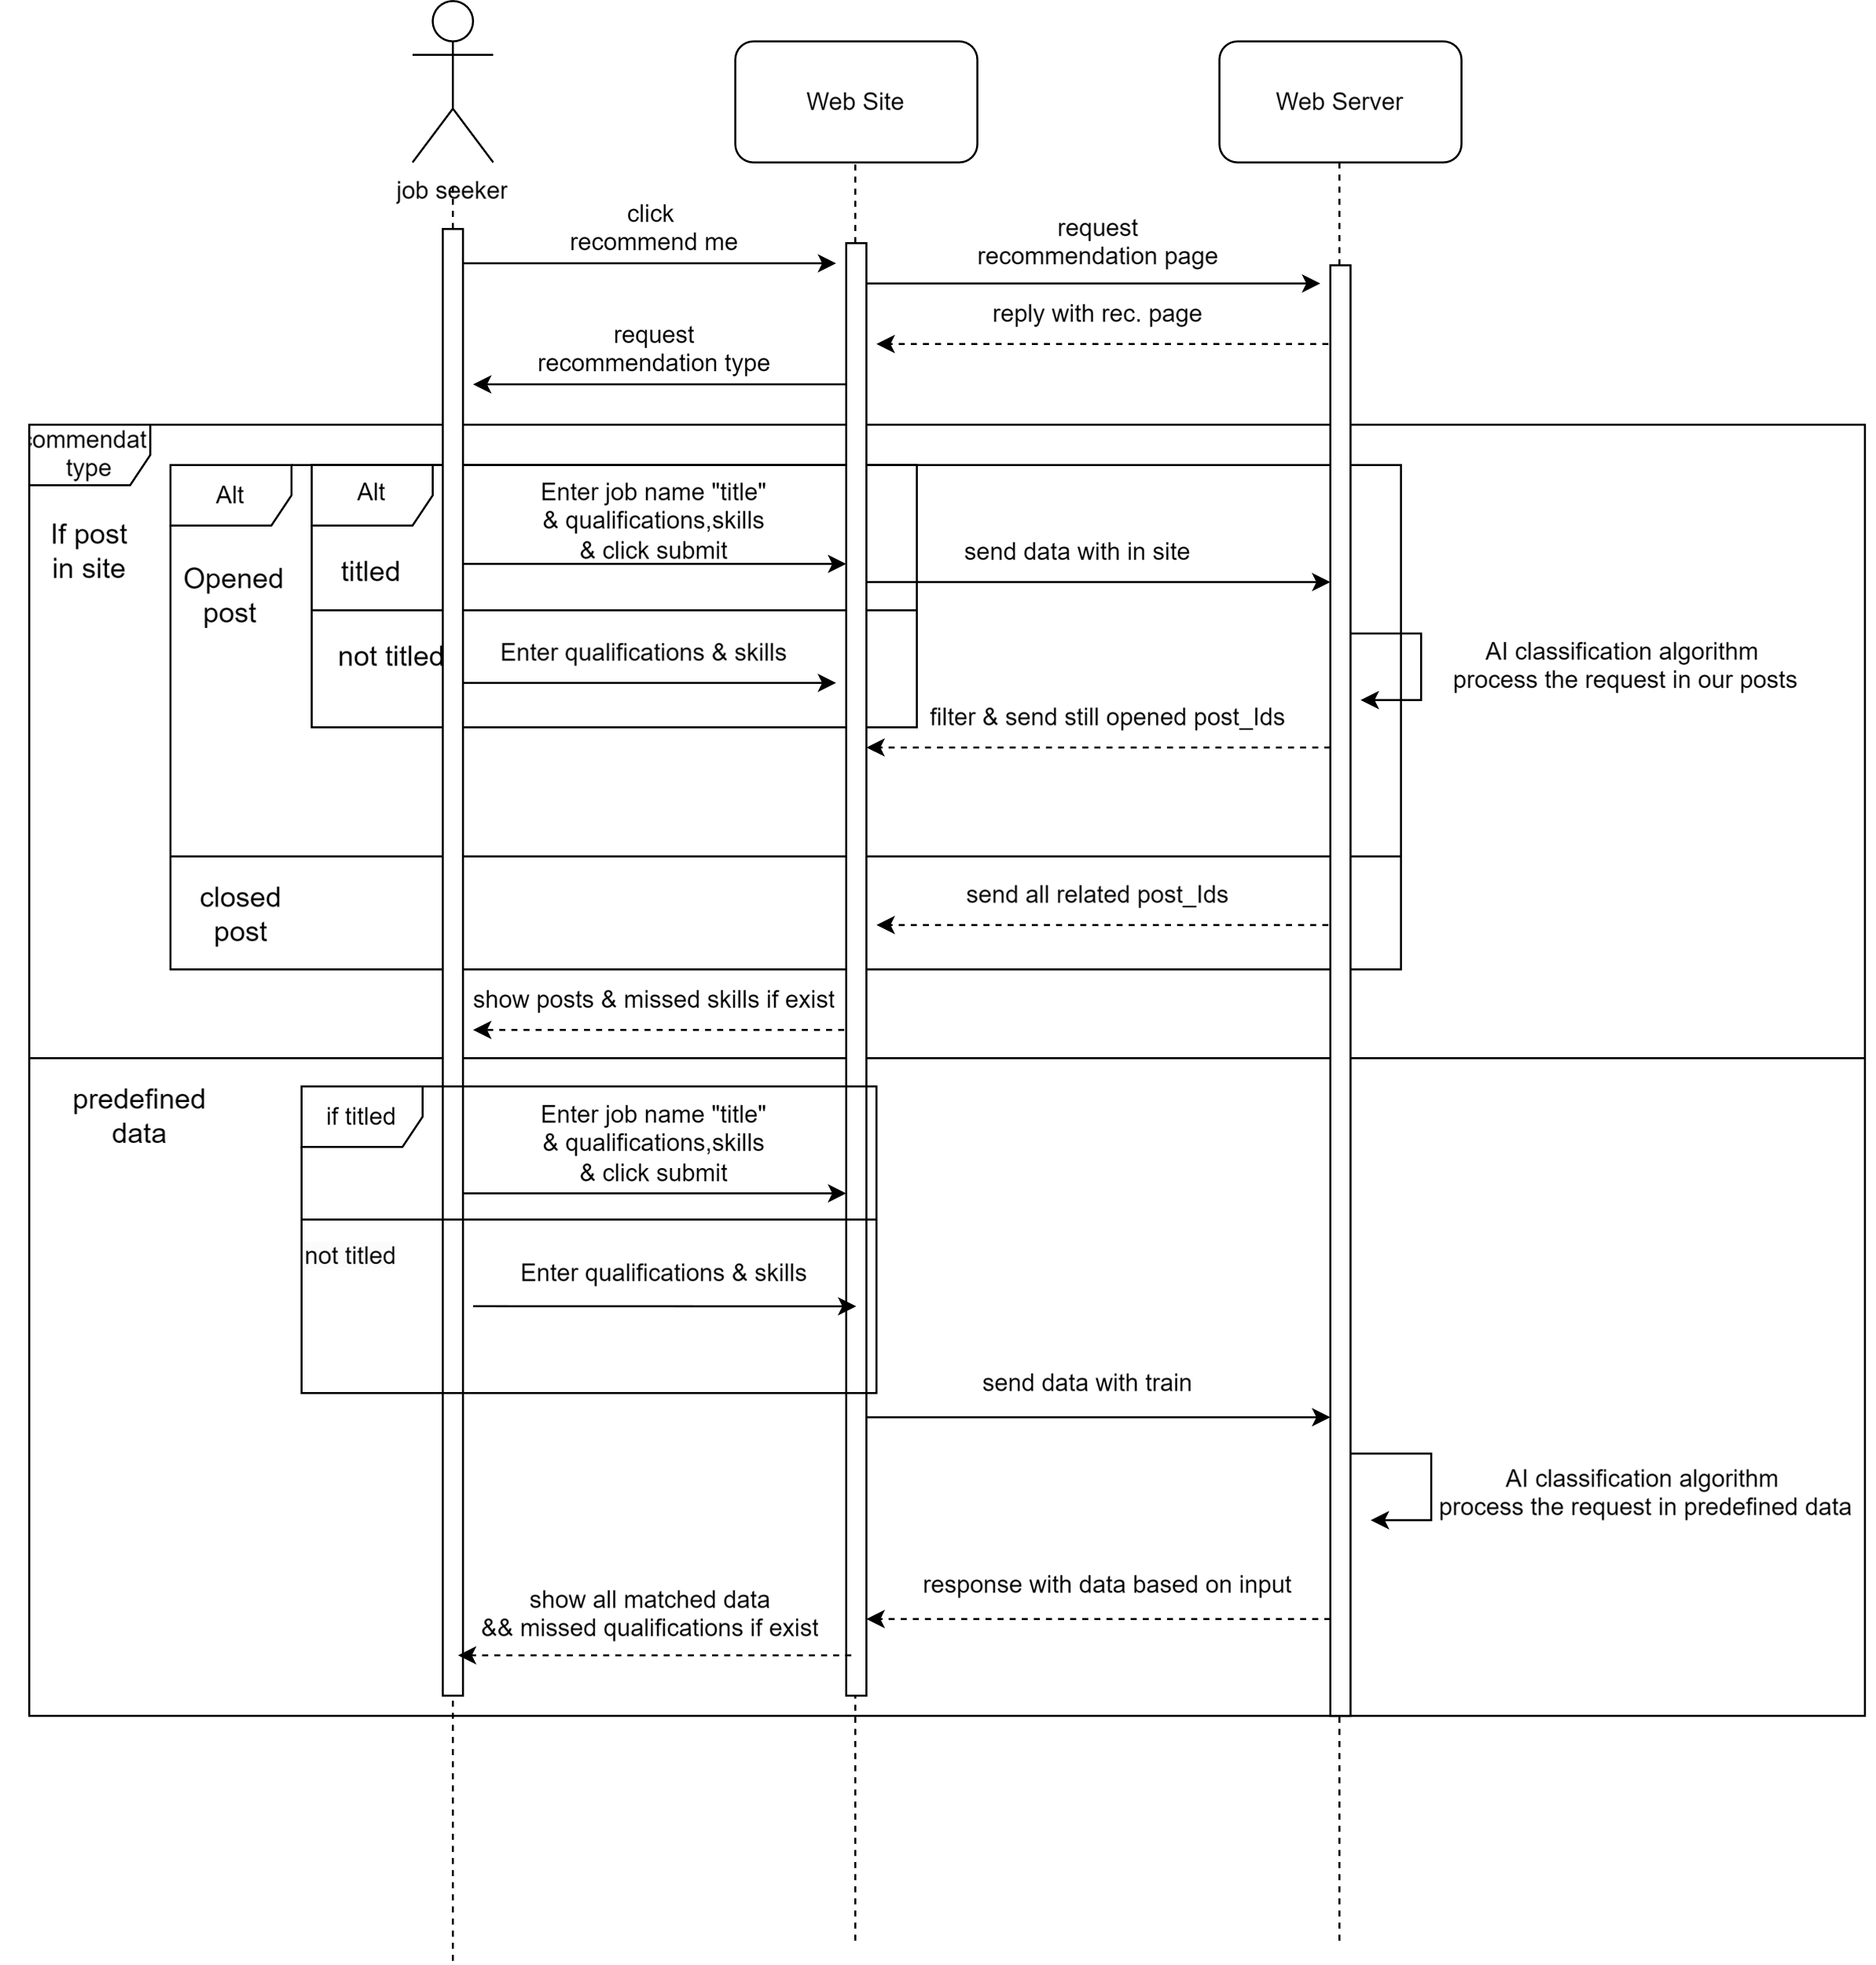 job seeker
Web Site
Web Server
click
recommend me
request
recommendation page
reply with rec. page
request
recommendation type
commendat
type
If post
in site
Alt
Opened
post
Alt
titled
Enter job name "title"
& qualifications,skills
& click submit
send data with in site
not titled
Enter qualifications & skills
AI classification algorithm
process the request in our posts
filter & send still opened post_Ids
closed
post
send all related post_Ids
show posts & missed skills if exist
predefined
data
if titled
Enter job name "title"
& qualifications,skills
& click submit
not titled
Enter qualifications & skills
send data with train
AI classification algorithm
process the request in predefined data
response with data based on input
show all matched data
&& missed qualifications if exist